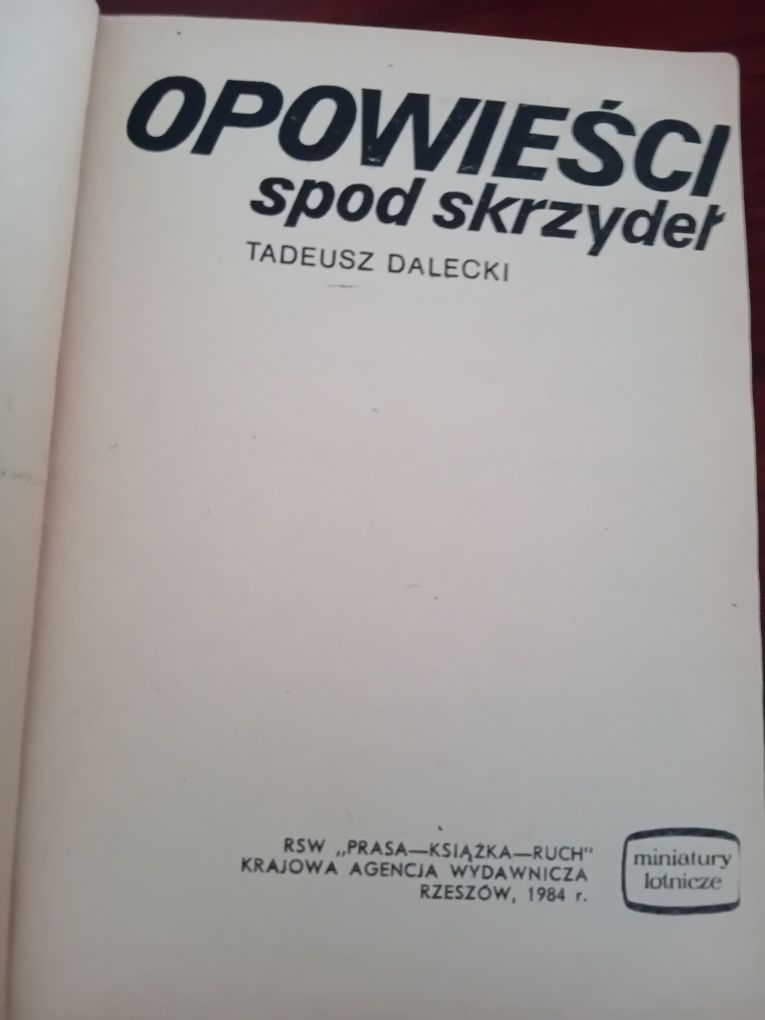 OPOWIEŚCI
spod skrzydeł
TADEUSZ DALECKI
RSW „PRASA—KSIĄŻKA—RUCH"
KRAJOWA AGENCJA WYDAWNICZA
RZESZÓW, 1984 r.
miniatury
lotnicze